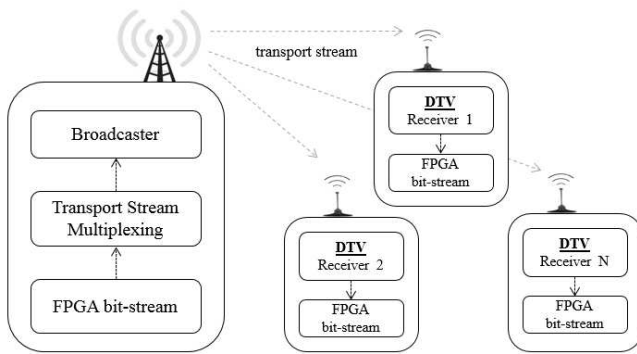 transport stream
Broadcaster
Transport Stream
Multiplexing
FPGA bit-stream
DTV
Receiver 1
FPGA
bit-stream
DTV
Receiver 2
FPGA
bit-stream
DTV
Receiver N
FPGA
bit-stream